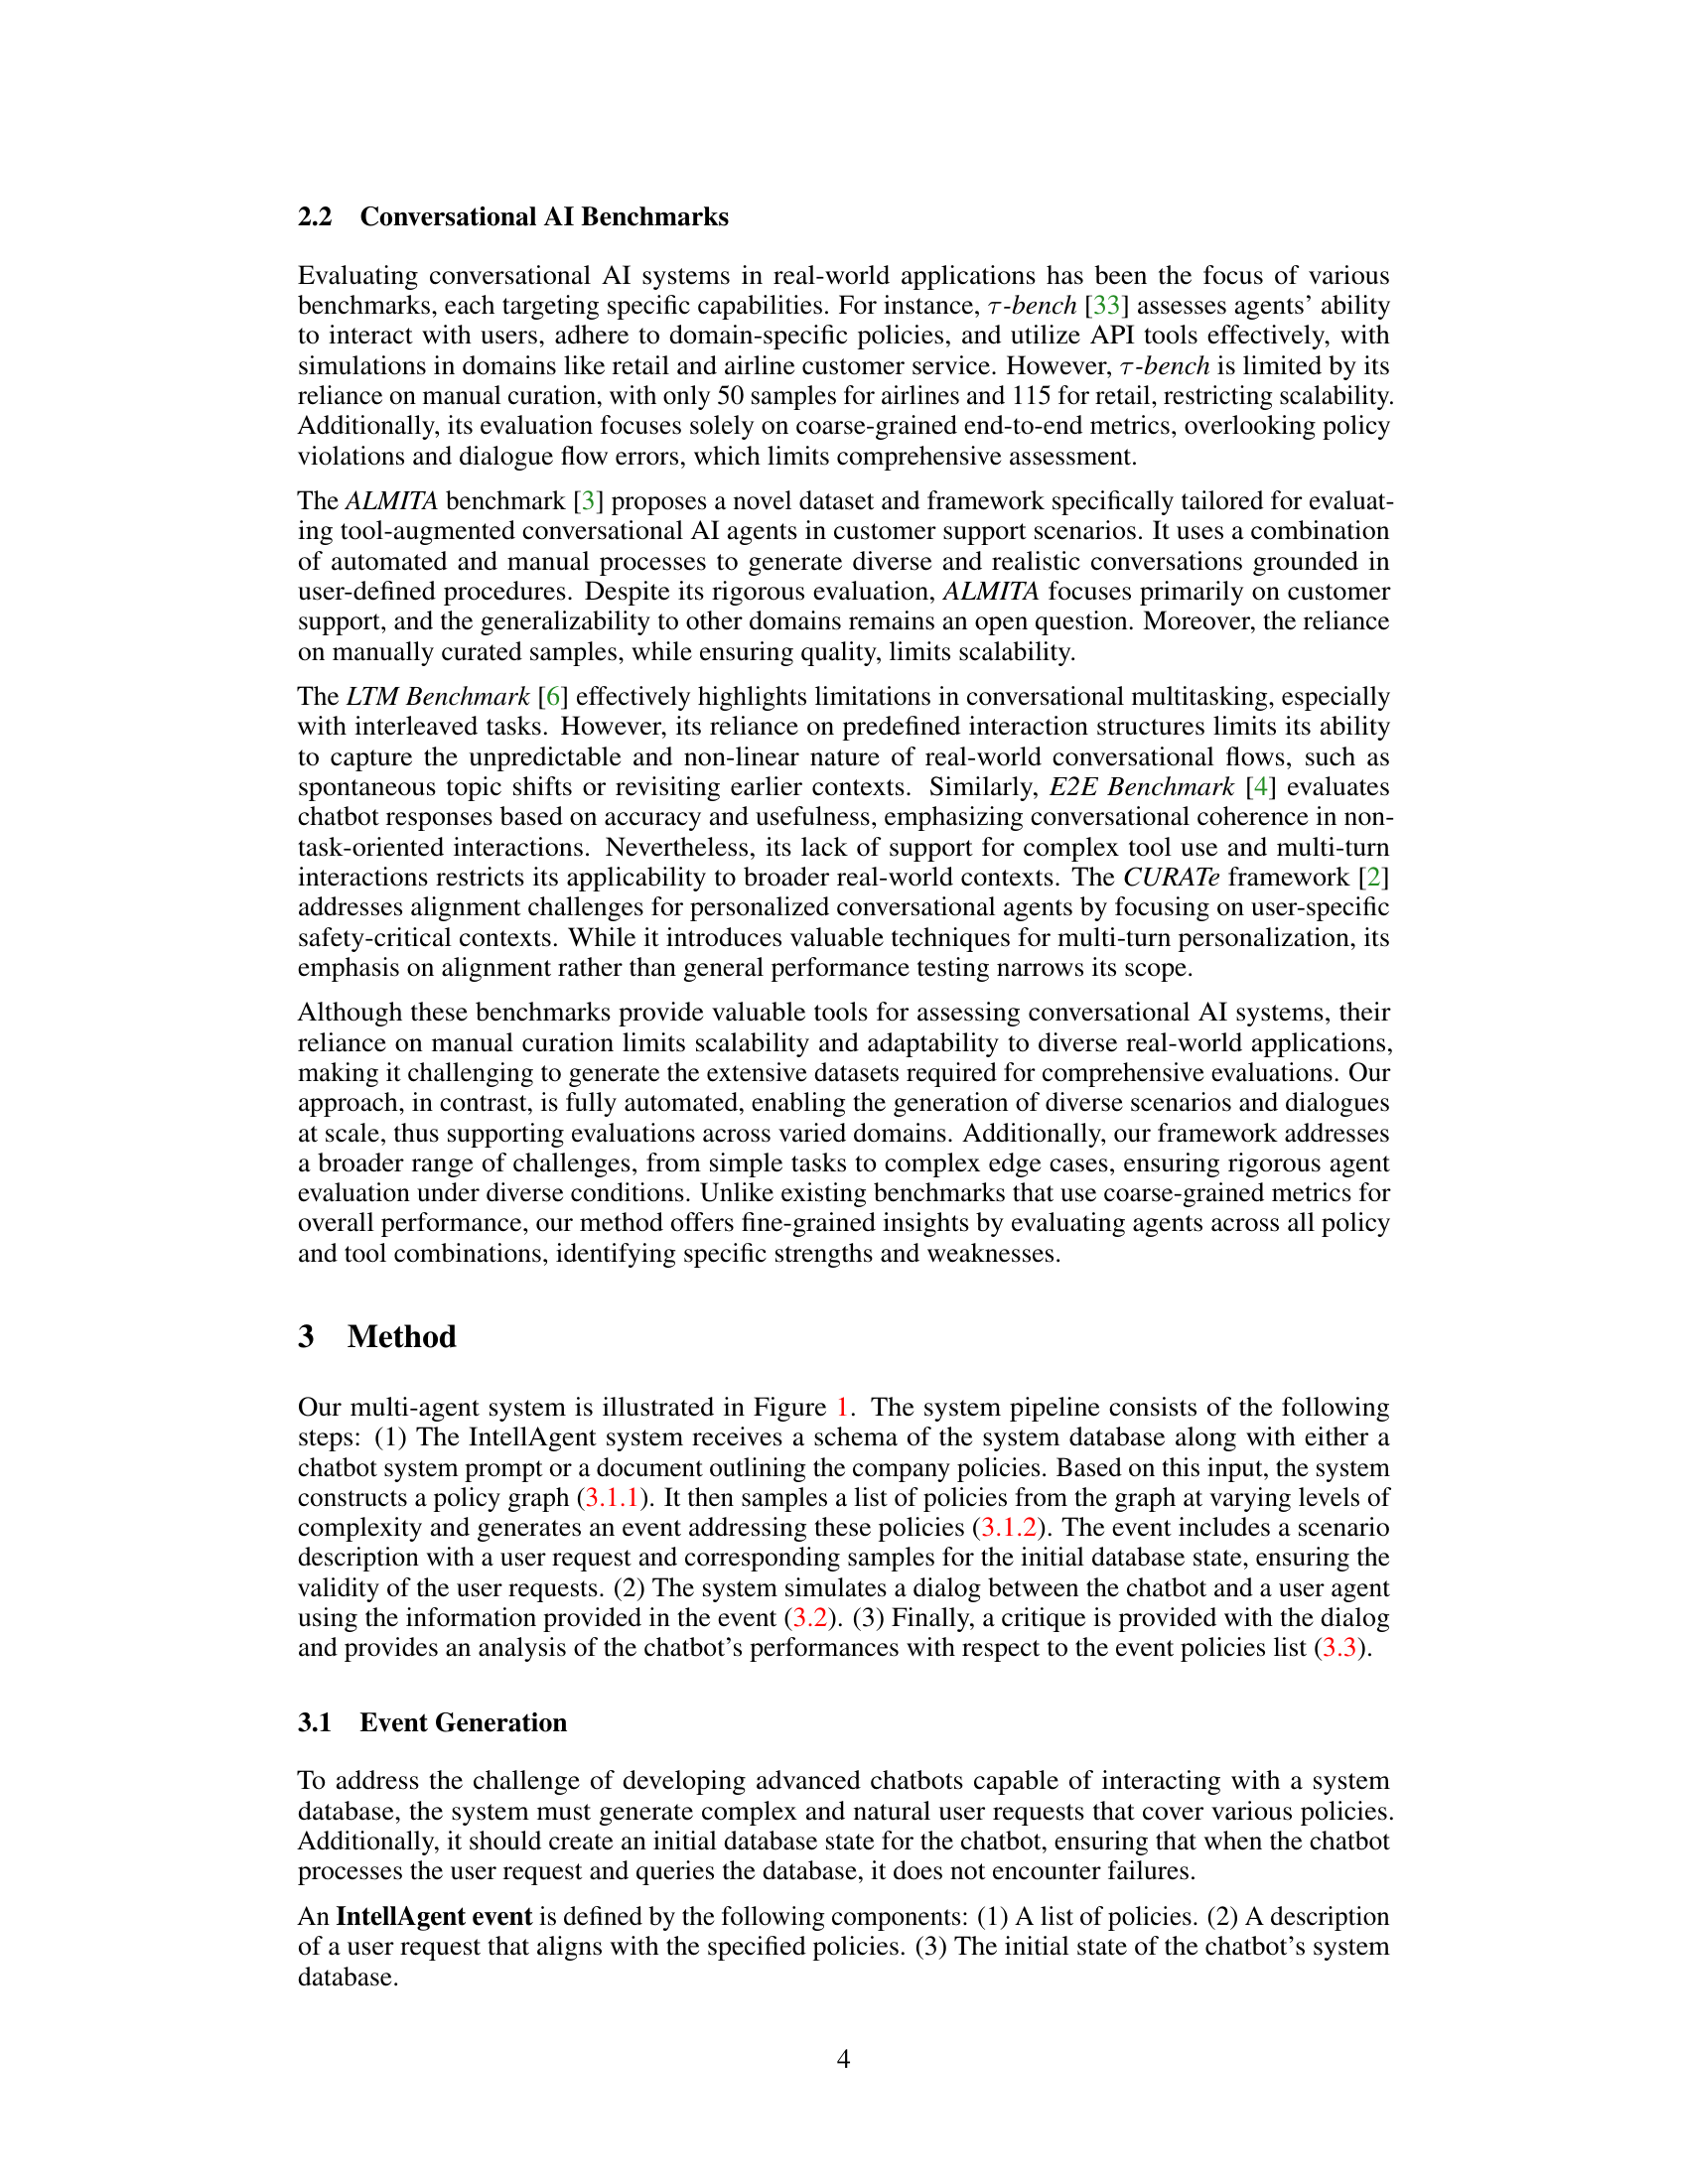 2.2 Conversational AI Benchmarks
Evaluating conversational AI systems in real-world applications has been the focus of various
benchmarks, each targeting specific capabilities. For instance, τ-bench [33] assesses agents’ ability
to interact with users, adhere to domain-specific policies, and utilize API tools effectively, with
simulations in domains like retail and airline customer service. However, τ-bench is limited by its
reliance on manual curation, with only 50 samples for airlines and 115 for retail, restricting scalability.
Additionally, its evaluation focuses solely on coarse-grained end-to-end metrics, overlooking policy
violations and dialogue flow errors, which limits comprehensive assessment.
The ALMITA benchmark [3] proposes a novel dataset and framework specifically tailored for evaluat-
ing tool-augmented conversational AI agents in customer support scenarios. It uses a combination
of automated and manual processes to generate diverse and realistic conversations grounded in
user-defined procedures. Despite its rigorous evaluation, ALMITA focuses primarily on customer
support, and the generalizability to other domains remains an open question. Moreover, the reliance
on manually curated samples, while ensuring quality, limits scalability.
The LTM Benchmark [6] effectively highlights limitations in conversational multitasking, especially
with interleaved tasks. However, its reliance on predefined interaction structures limits its ability
to capture the unpredictable and non-linear nature of real-world conversational flows, such as
spontaneous topic shifts or revisiting earlier contexts. Similarly, E2E Benchmark [4] evaluates
chatbot responses based on accuracy and usefulness, emphasizing conversational coherence in non-
task-oriented interactions. Nevertheless, its lack of support for complex tool use and multi-turn
interactions restricts its applicability to broader real-world contexts. The CURATe framework [2]
addresses alignment challenges for personalized conversational agents by focusing on user-specific
safety-critical contexts. While it introduces valuable techniques for multi-turn personalization, its
emphasis on alignment rather than general performance testing narrows its scope.
Although these benchmarks provide valuable tools for assessing conversational AI systems, their
reliance on manual curation limits scalability and adaptability to diverse real-world applications,
making it challenging to generate the extensive datasets required for comprehensive evaluations. Our
approach, in contrast, is fully automated, enabling the generation of diverse scenarios and dialogues
at scale, thus supporting evaluations across varied domains. Additionally, our framework addresses
a broader range of challenges, from simple tasks to complex edge cases, ensuring rigorous agent
evaluation under diverse conditions. Unlike existing benchmarks that use coarse-grained metrics for
overall performance, our method offers fine-grained insights by evaluating agents across all policy
and tool combinations, identifying specific strengths and weaknesses.
3 Method
Our multi-agent system is illustrated in Figure 1. The system pipeline consists of the following
steps: (1) The IntellAgent system receives a schema of the system database along with either a
chatbot system prompt or a document outlining the company policies. Based on this input, the system
constructs a policy graph (3.1.1). It then samples a list of policies from the graph at varying levels of
complexity and generates an event addressing these policies (3.1.2). The event includes a scenario
description with a user request and corresponding samples for the initial database state, ensuring the
validity of the user requests. (2) The system simulates a dialog between the chatbot and a user agent
using the information provided in the event (3.2). (3) Finally, a critique is provided with the dialog
and provides an analysis of the chatbot’s performances with respect to the event policies list (3.3).
3.1 Event Generation
To address the challenge of developing advanced chatbots capable of interacting with a system
database, the system must generate complex and natural user requests that cover various policies.
Additionally, it should create an initial database state for the chatbot, ensuring that when the chatbot
processes the user request and queries the database, it does not encounter failures.
An IntellAgent event is defined by the following components: (1) A list of policies. (2) A description
of a user request that aligns with the specified policies. (3) The initial state of the chatbot’s system
database.
4